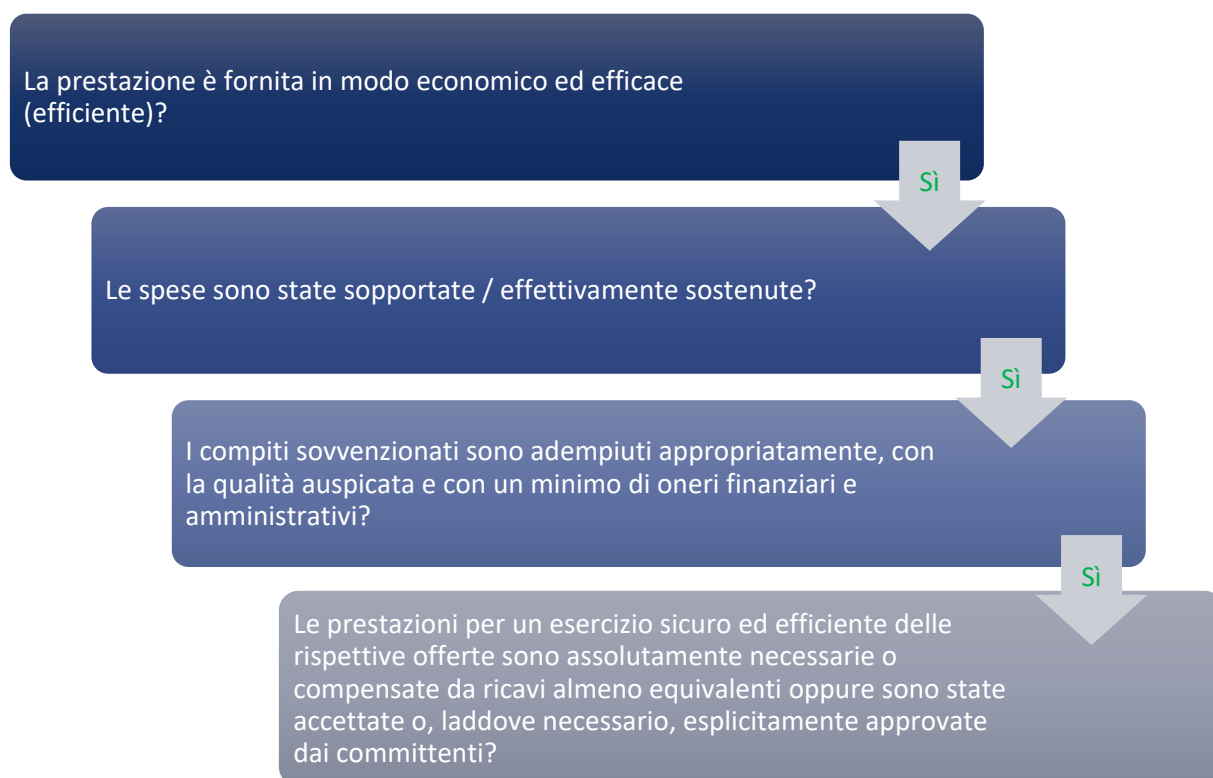 La prestazione è fornita in modo economico ed efficace
(efficiente)?
Sì
Le spese sono state sopportate / effettivamente sostenute?
Sì
I compiti sovvenzionati sono adempiuti appropriatamente, con
la qualità auspicata e con un minimo di oneri finanziari e
amministrativi?
Sì
Le prestazioni per un esercizio sicuro ed efficiente delle
rispettive offerte sono assolutamente necessarie o
compensate da ricavi almeno equivalenti oppure sono state
accettate o, laddove necessario, esplicitamente approvate
dai committenti?